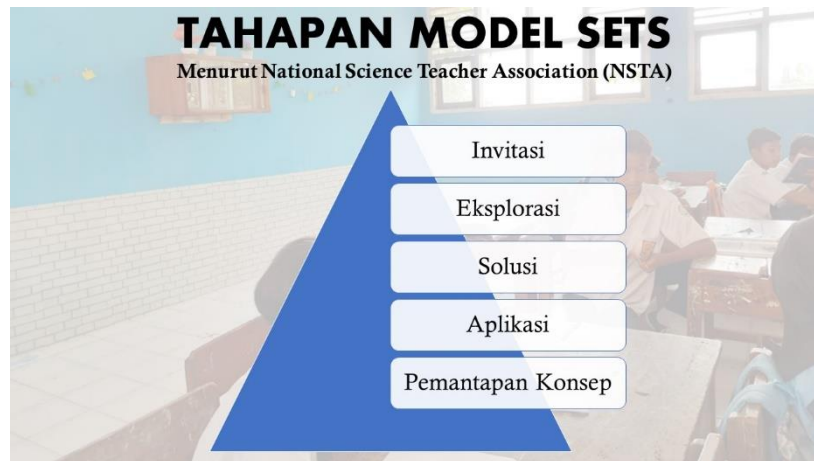 TAHAPAN MODEL SETS
Menurut National Science Teacher Association (NSTA)
Invitasi
Eksplorasi
Solusi
Aplikasi
Pemantapan Konsep